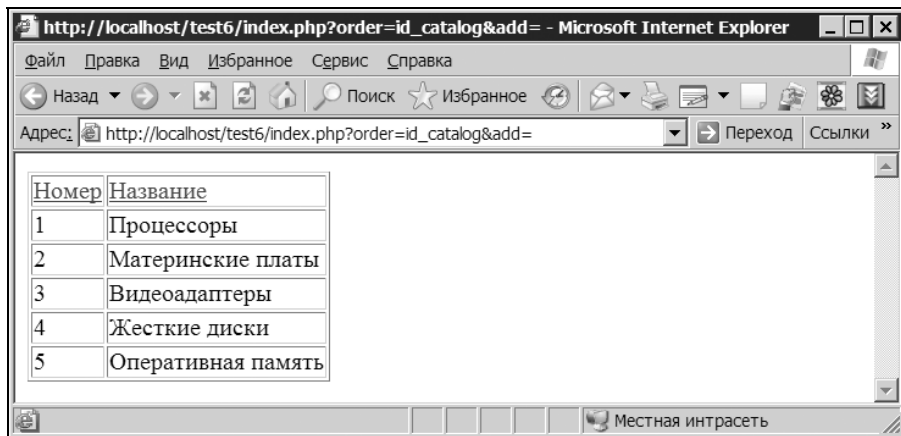 http://localhost/test6/index.php?order=id_catalog&add= - Microsoft Internet Explorer
Файл Правка Вид Избранное Сервис Справка
Назад Поиск Избранное
Адрес: http://localhost/test6/index.php?order=id_catalog&add= Переход Ссылки »
Номер Название
1 Процессоры
2 Материнские платы
3 Видеоадаптеры
4 Жесткие диски
5 Оперативная память
Местная интрасеть